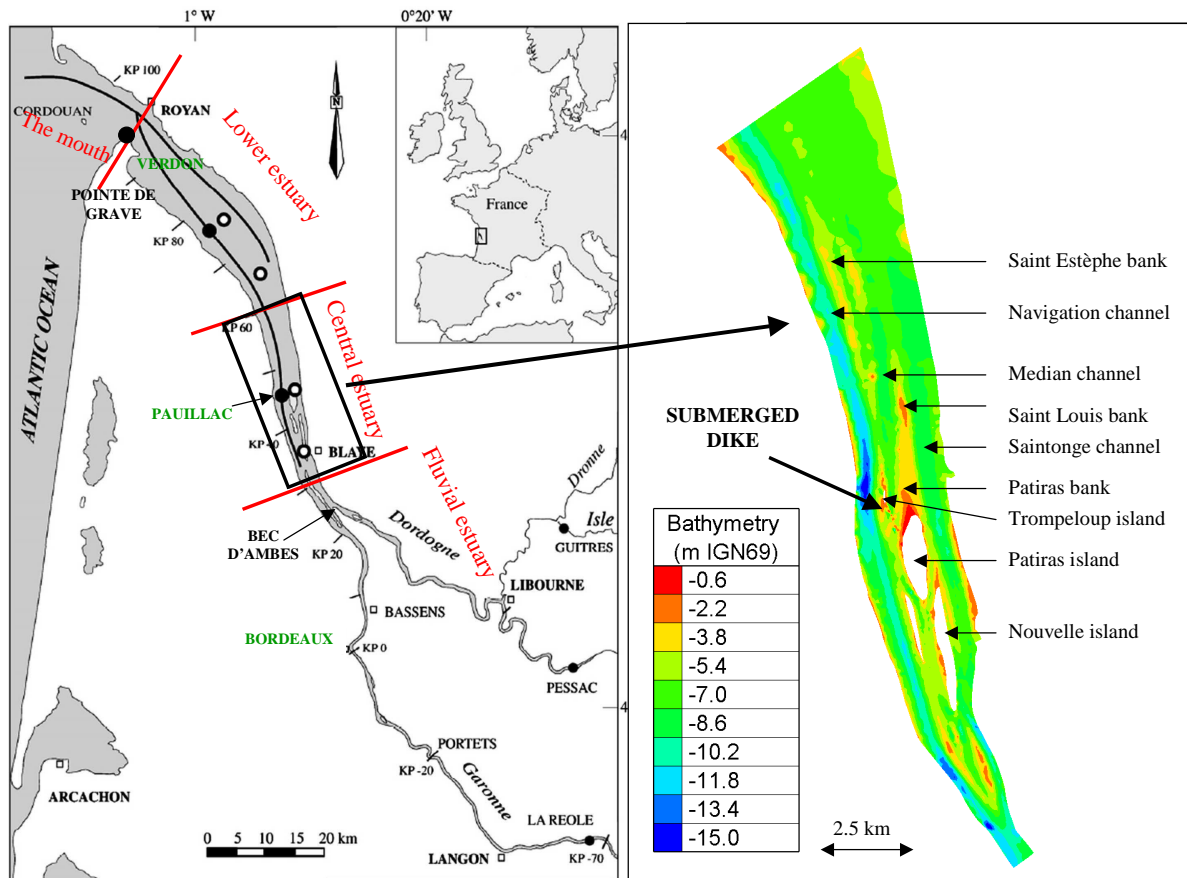 1° W
0°20' W
KP 100
CORDOUAN
ROYAN
The mouth
Lower estuary
VERDON
POINTE DE
GRAVE
KP 80
N
France
4
ATLANTIC OCEAN
KP 60
Central estuary
PAUILLAC
BLAYE
Fluvial estuary
BEC
D'AMBES
KP 20
Dordogne
Dronne
Isle
GUITRES
LIBOURNE
BASSENS
BORDEAUX
KP 0
PESSAC
4
PORTETS
KP -20
Garonne
ARCACHON
0 5 10 15 20 km
LA REOLE
LANGON
KP -70
Saint Estèphe bank
Navigation channel
Median channel
Saint Louis bank
SUBMERGED
DIKE
Saintonge channel
Patiras bank
Trompeloup island
Patiras island
Nouvelle island
Bathymetry
(m IGN69)
-0.6
-2.2
-3.8
-5.4
-7.0
-8.6
-10.2
-11.8
-13.4
-15.0
2.5 km